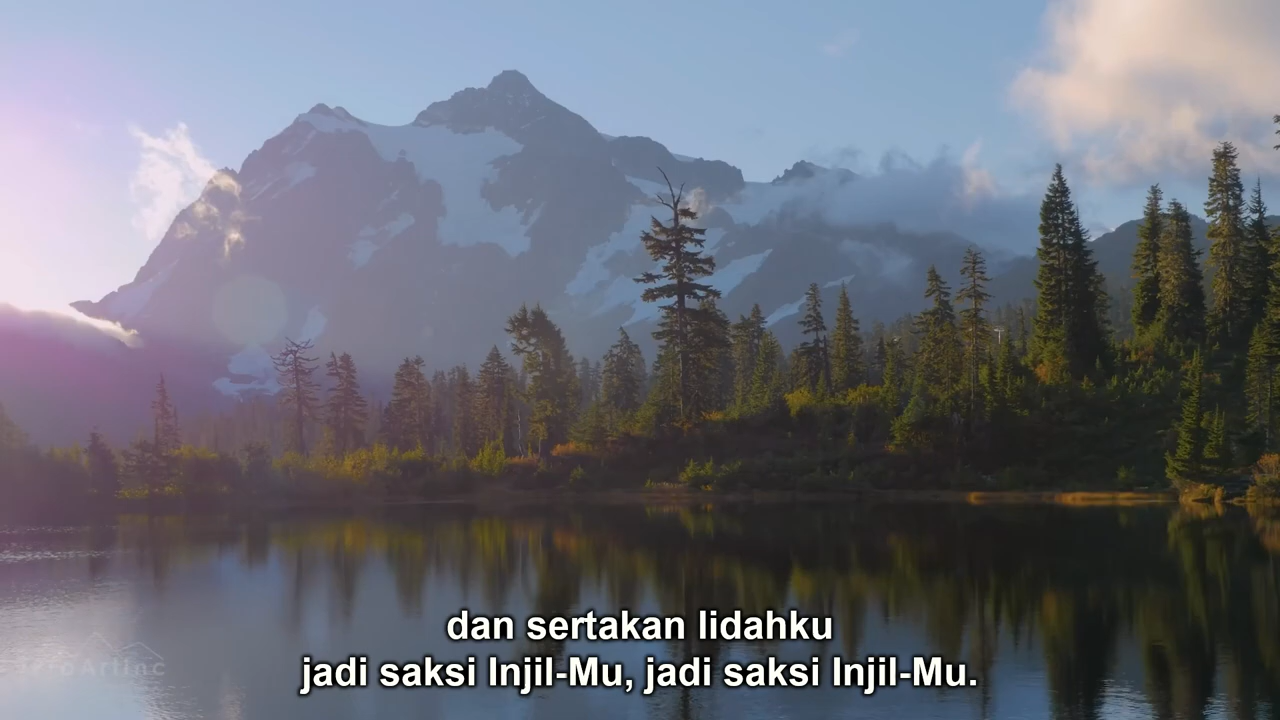 dan sertakan lidahku
jadi saksi Injil-Mu, jadi saksi Injil-Mu.